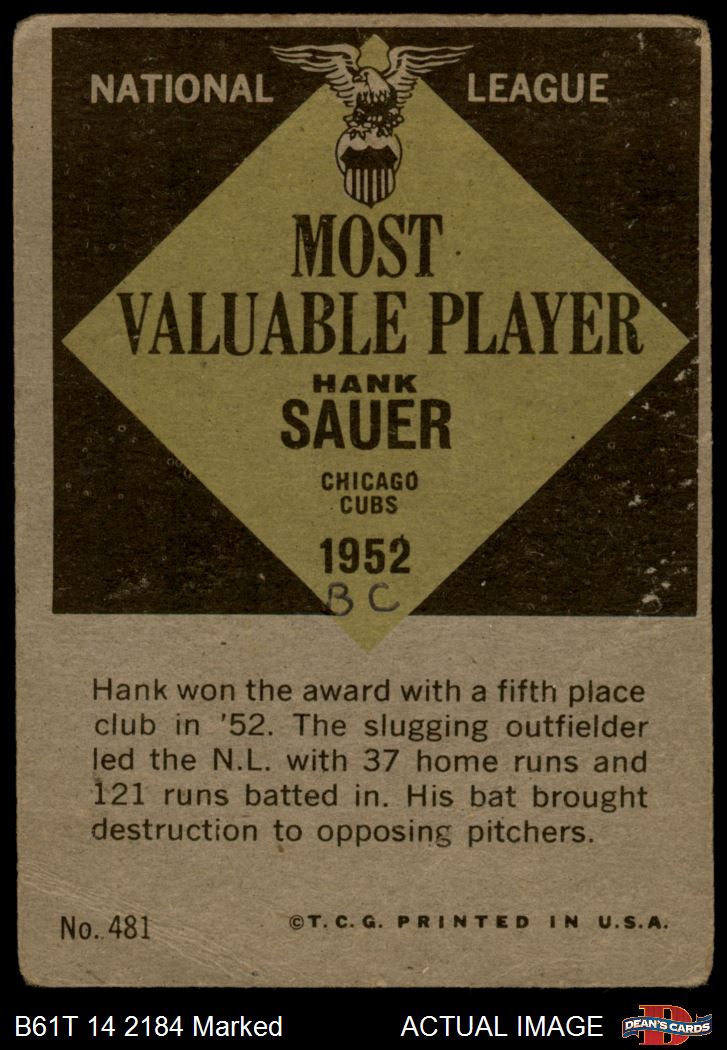 NATIONAL LEAGUE
MOST
VALUABLE PLAYER
HANK
SAUER
CHICAGO
CUBS
1952
BC
Hank won the award with a fifth place
club in '52. The slugging outfielder
led the N.L. with 37 home runs and
121 runs batted in. His bat brought
destruction to opposing pitchers.
No. 481 ©T.C.G. PRINTED IN U.S.A.
B61T 14 2184 Marked ACTUAL IMAGE DEAN'S CARDS